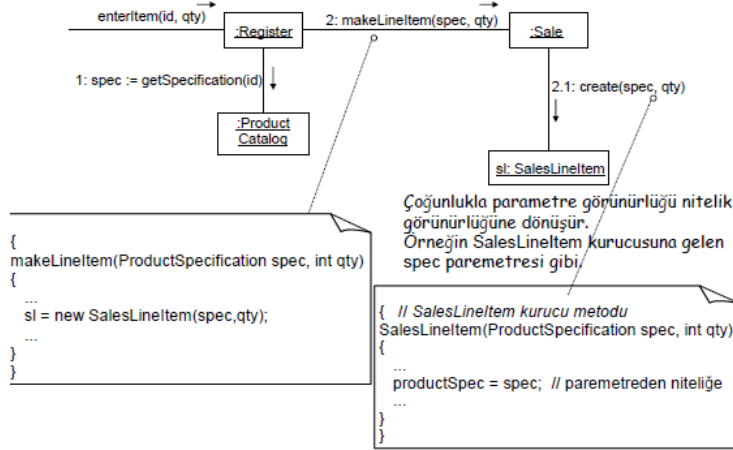 enterItem(id, qty)
:Register
2: makeLineItem(spec, qty)
:Sale
1: spec := getSpecification(id)
2.1: create(spec, qty)
:Product
Catalog
sl: SalesLineItem
Çoğunlukla parametre görünürlüğü nitelik
görünürlüğüne dönüşür.
Örneğin SalesLineItem kurucusuna gelen
spec paremetresi gibi.
{
makeLineItem(ProductSpecification spec, int qty)
{
...
sl = new SalesLineItem(spec,qty);
...
}
}
{ // SalesLineItem kurucu metodu
SalesLineItem(ProductSpecification spec, int qty)
{
...
productSpec = spec; // paremetreden niteliğe
...
}
}